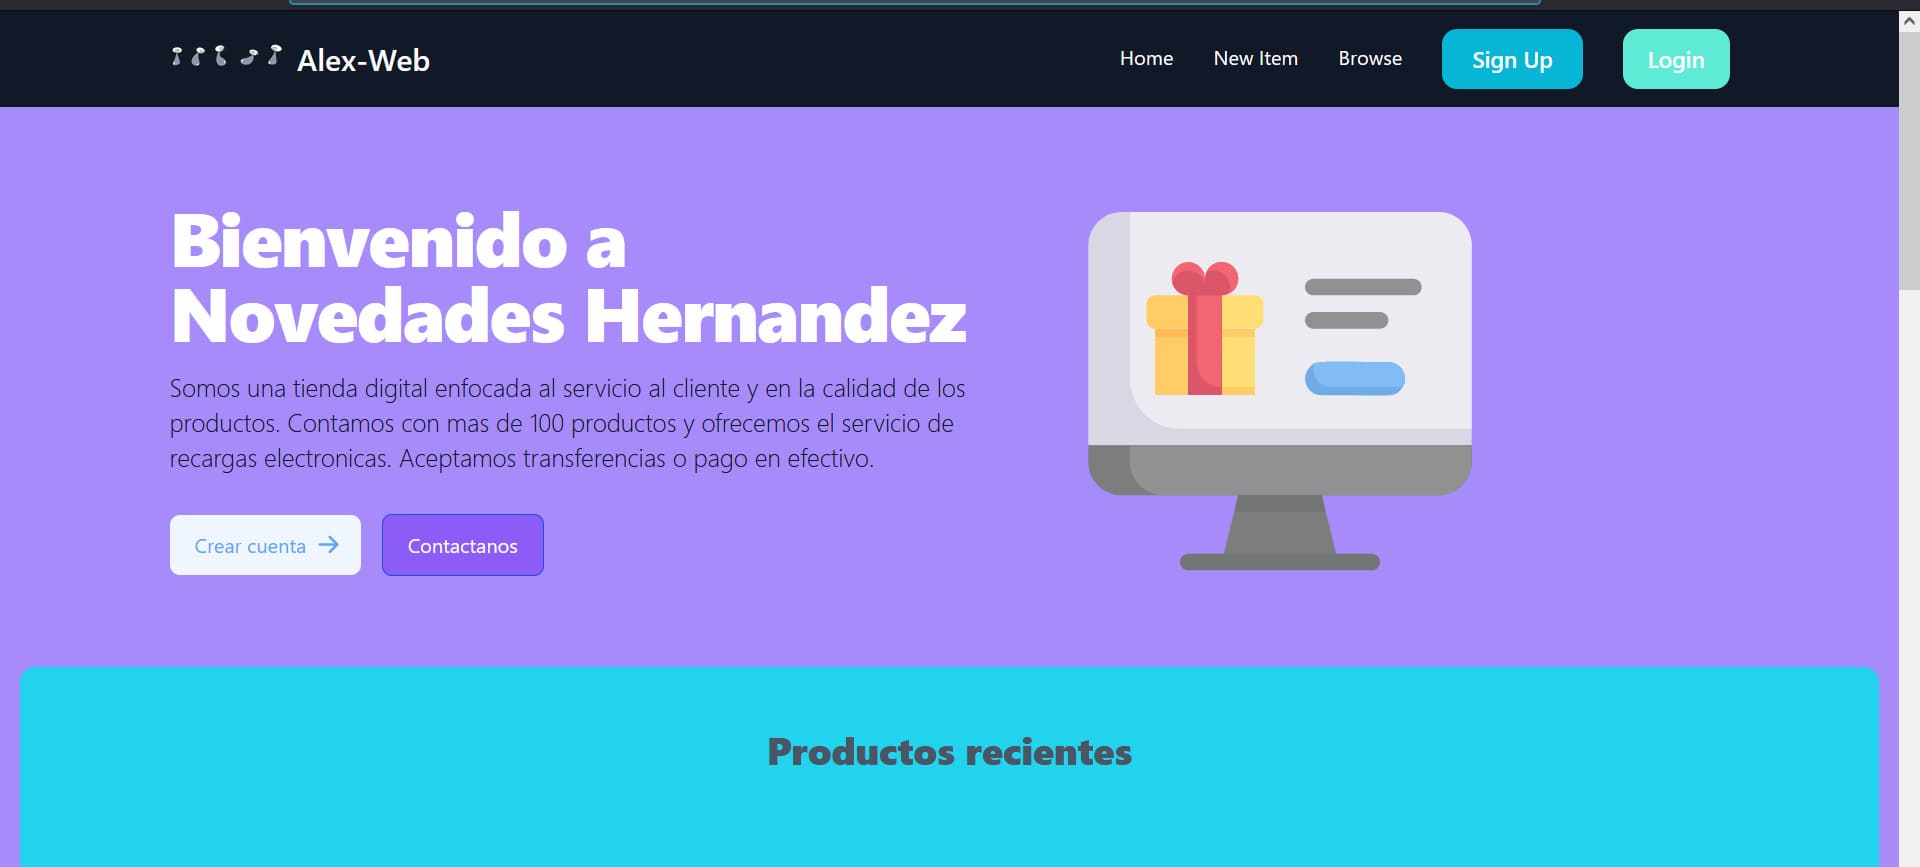 Alex-Web
Home
New Item
Browse
Sign Up
Login
Bienvenido a
Novedades Hernandez
Somos una tienda digital enfocada al servicio al cliente y en la calidad de los
productos. Contamos con mas de 100 productos y ofrecemos el servicio de
recargas electronicas. Aceptamos transferencias o pago en efectivo.
Crear cuenta
Contactanos
Productos recientes